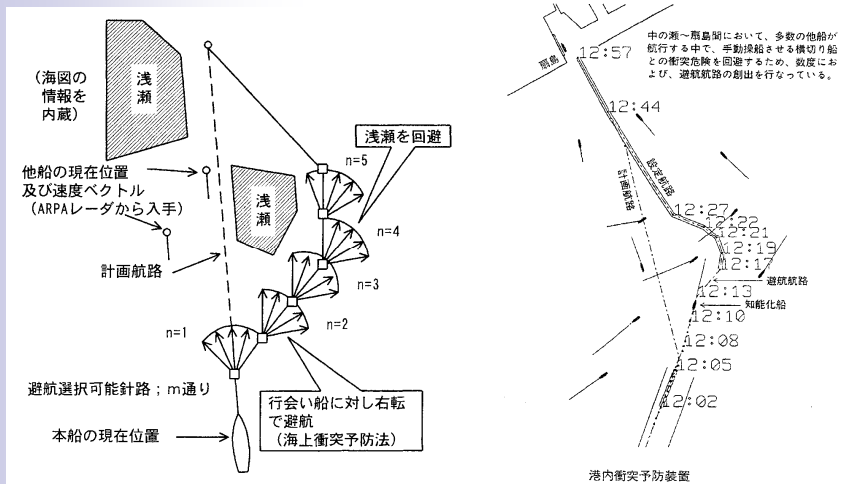 (海図の
情報を
内蔵)
浅
瀬
浅瀬を回避
n=5
他船の現在位置
及び速度ベクトル
(ARPAレーダから入手)
浅
瀬
n=4
計画航路
n=3
n=1
n=2
避航選択可能針路;m通り
行会い船に対し右転
で避航
(海上衝突予防法)
本船の現在位置
中の瀬~扇島間において、多数の他船が
航行する中で、手動操船させる横切り船
との衝突危険を回避するため、数度にお
よび、避航航路の創出を行なっている。
扇島
12:57
12:44
設定航路
計画航路
12:27
12:22
12:21
12:19
12:17
避航航路
12:13
知能化船
12:10
12:08
12:05
12:02
港内衝突予防装置